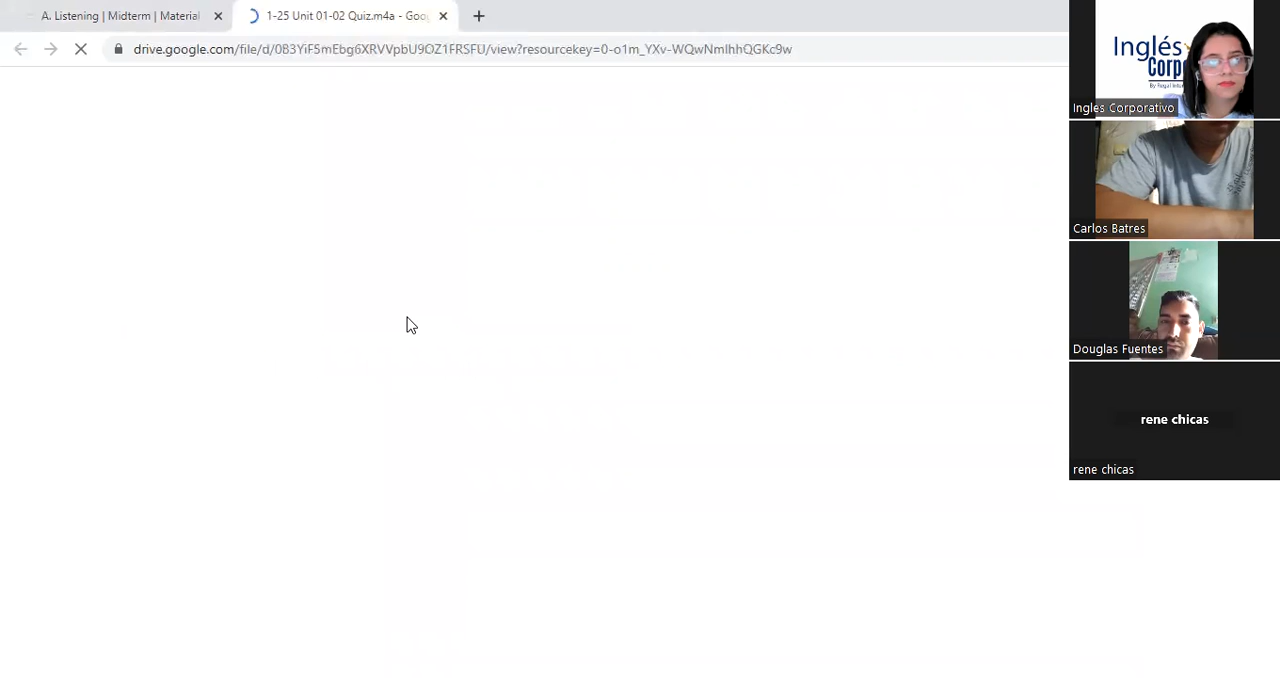 A. Listening | Midterm | Material
1-25 Unit 01-02 Quiz.m4a - Goo
drive.google.com/file/d/0B3YiF5mEbg6XRVVpbU9OZ1FRSFU/view?resourcekey=0-o1m_YXv-WQwNmIhhQGKc9w
Inglés
Corp
Ingles Corporativo
Carlos Batres
Douglas Fuentes
rene chicas
rene chicas